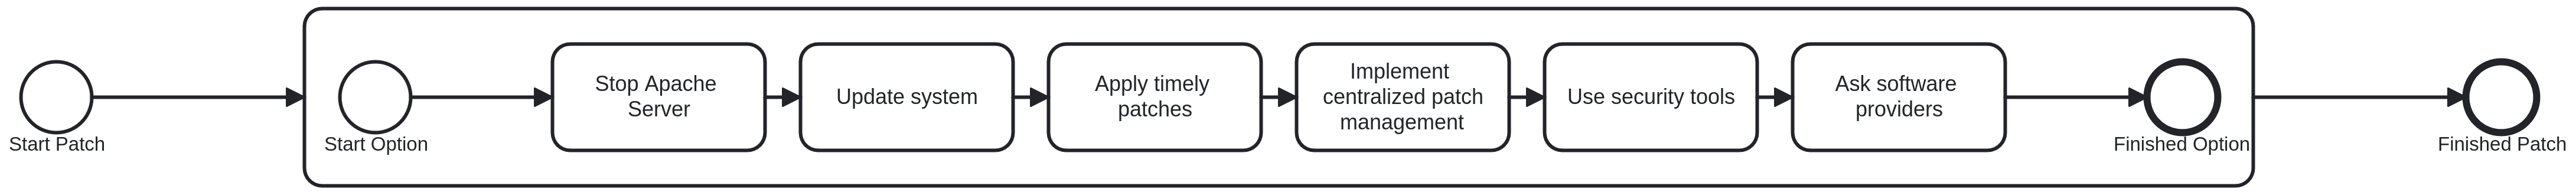 Start Patch
Start Option
Stop Apache
Server
Update system
Apply timely
patches
Implement
centralized patch
management
Use security tools
Ask software
providers
Finished Option
Finished Patch